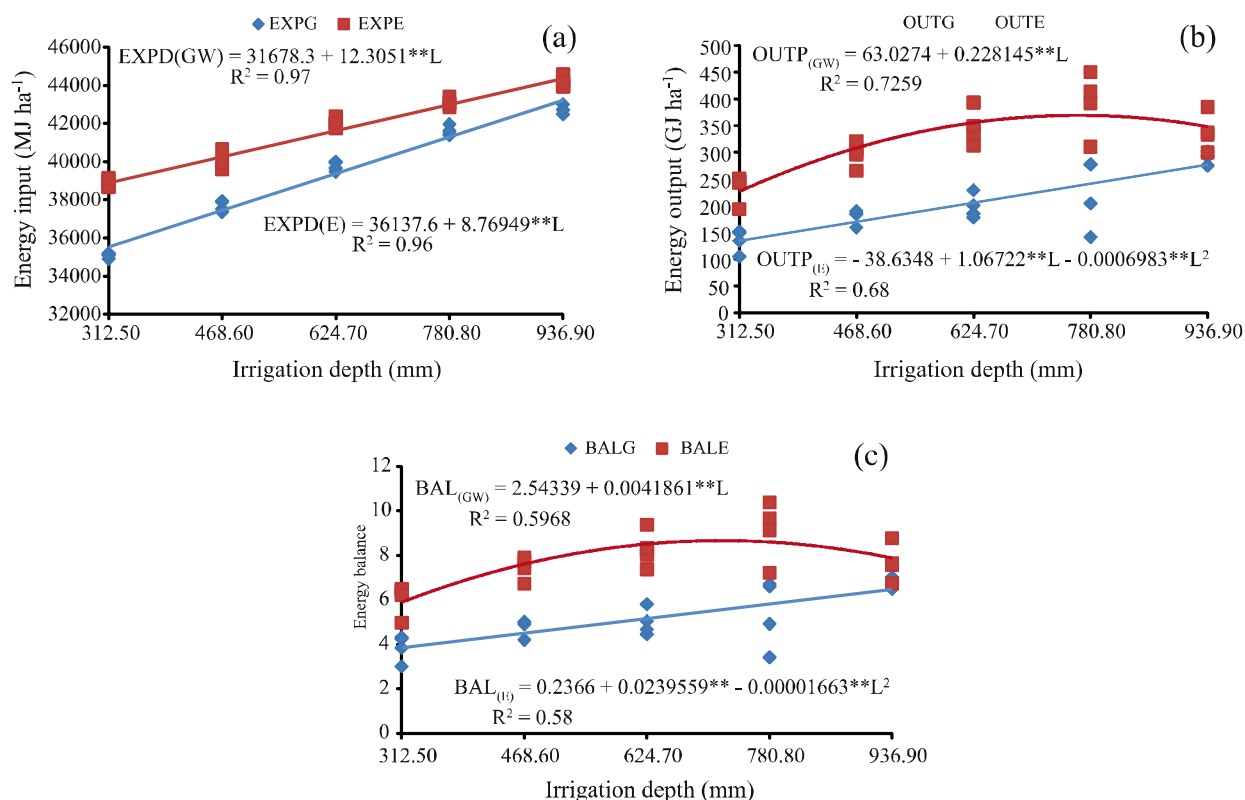 EXPG EXPE
(a)
EXPD(GW) = 31678.3 + 12.3051**L
R² = 0.97
EXPD(E) = 36137.6 + 8.76949**L
R² = 0.96
Energy input (MJ ha⁻¹)
46000
44000
42000
40000
38000
36000
34000
32000
312.50 468.60 624.70 780.80 936.90
Irrigation depth (mm)
OUTG OUTE
(b)
OUTP(GW) = 63.0274 + 0.228145**L
R² = 0.7259
OUTP(E) = - 38.6348 + 1.06722**L - 0.0006983**L²
R² = 0.68
Energy output (GJ ha⁻¹)
500
450
400
350
300
250
200
150
100
50
0
312.50 468.60 624.70 780.80 936.90
Irrigation depth (mm)
BALG BALE
(c)
BAL(GW) = 2.54339 + 0.0041861**L
R² = 0.5968
BAL(E) = 0.2366 + 0.0239559** - 0.00001663**L²
R² = 0.58
Energy balance
12
10
8
6
4
2
0
312.50 468.60 624.70 780.80 936.90
Irrigation depth (mm)